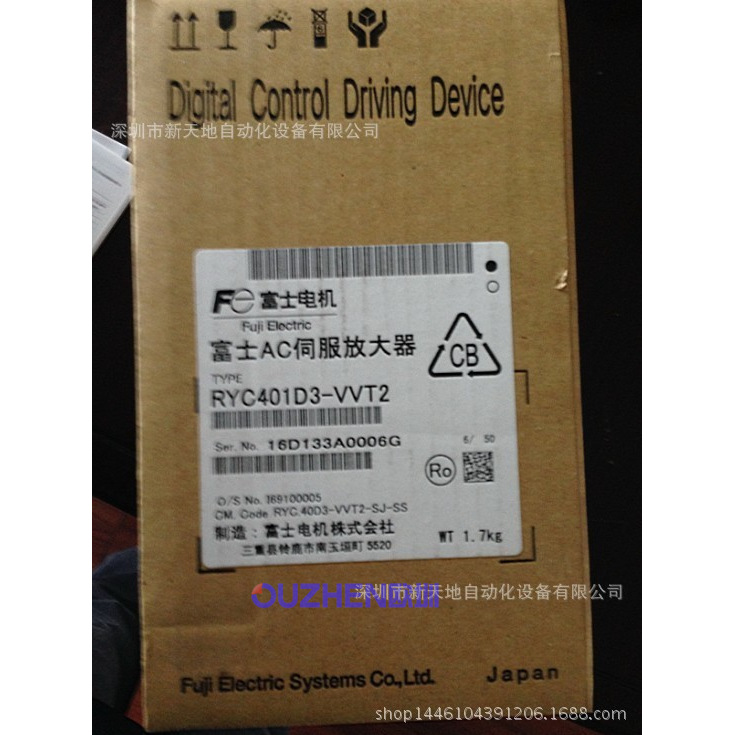 Digital Control Driving Device
深圳市新天地自动化设备有限公司
Fe 富士电机
Fuji Electric
富士AC伺服放大器
CB
TYPE
RYC401D3-VVT2
Ser. No. 16D133A0006G
6/ 50
Ro
O/S No. 169100005
CM. Code RYC 40D3-VVT2-SJ-SS
制造：富士电机株式会社
三重县铃鹿市南玉垣町 5520
WT 1.7kg
OUZHEN
深圳市新天地自动化设备有限公司
Fuji Electric Systems Co., Ltd. Japan
shop1446104391206.1688.com